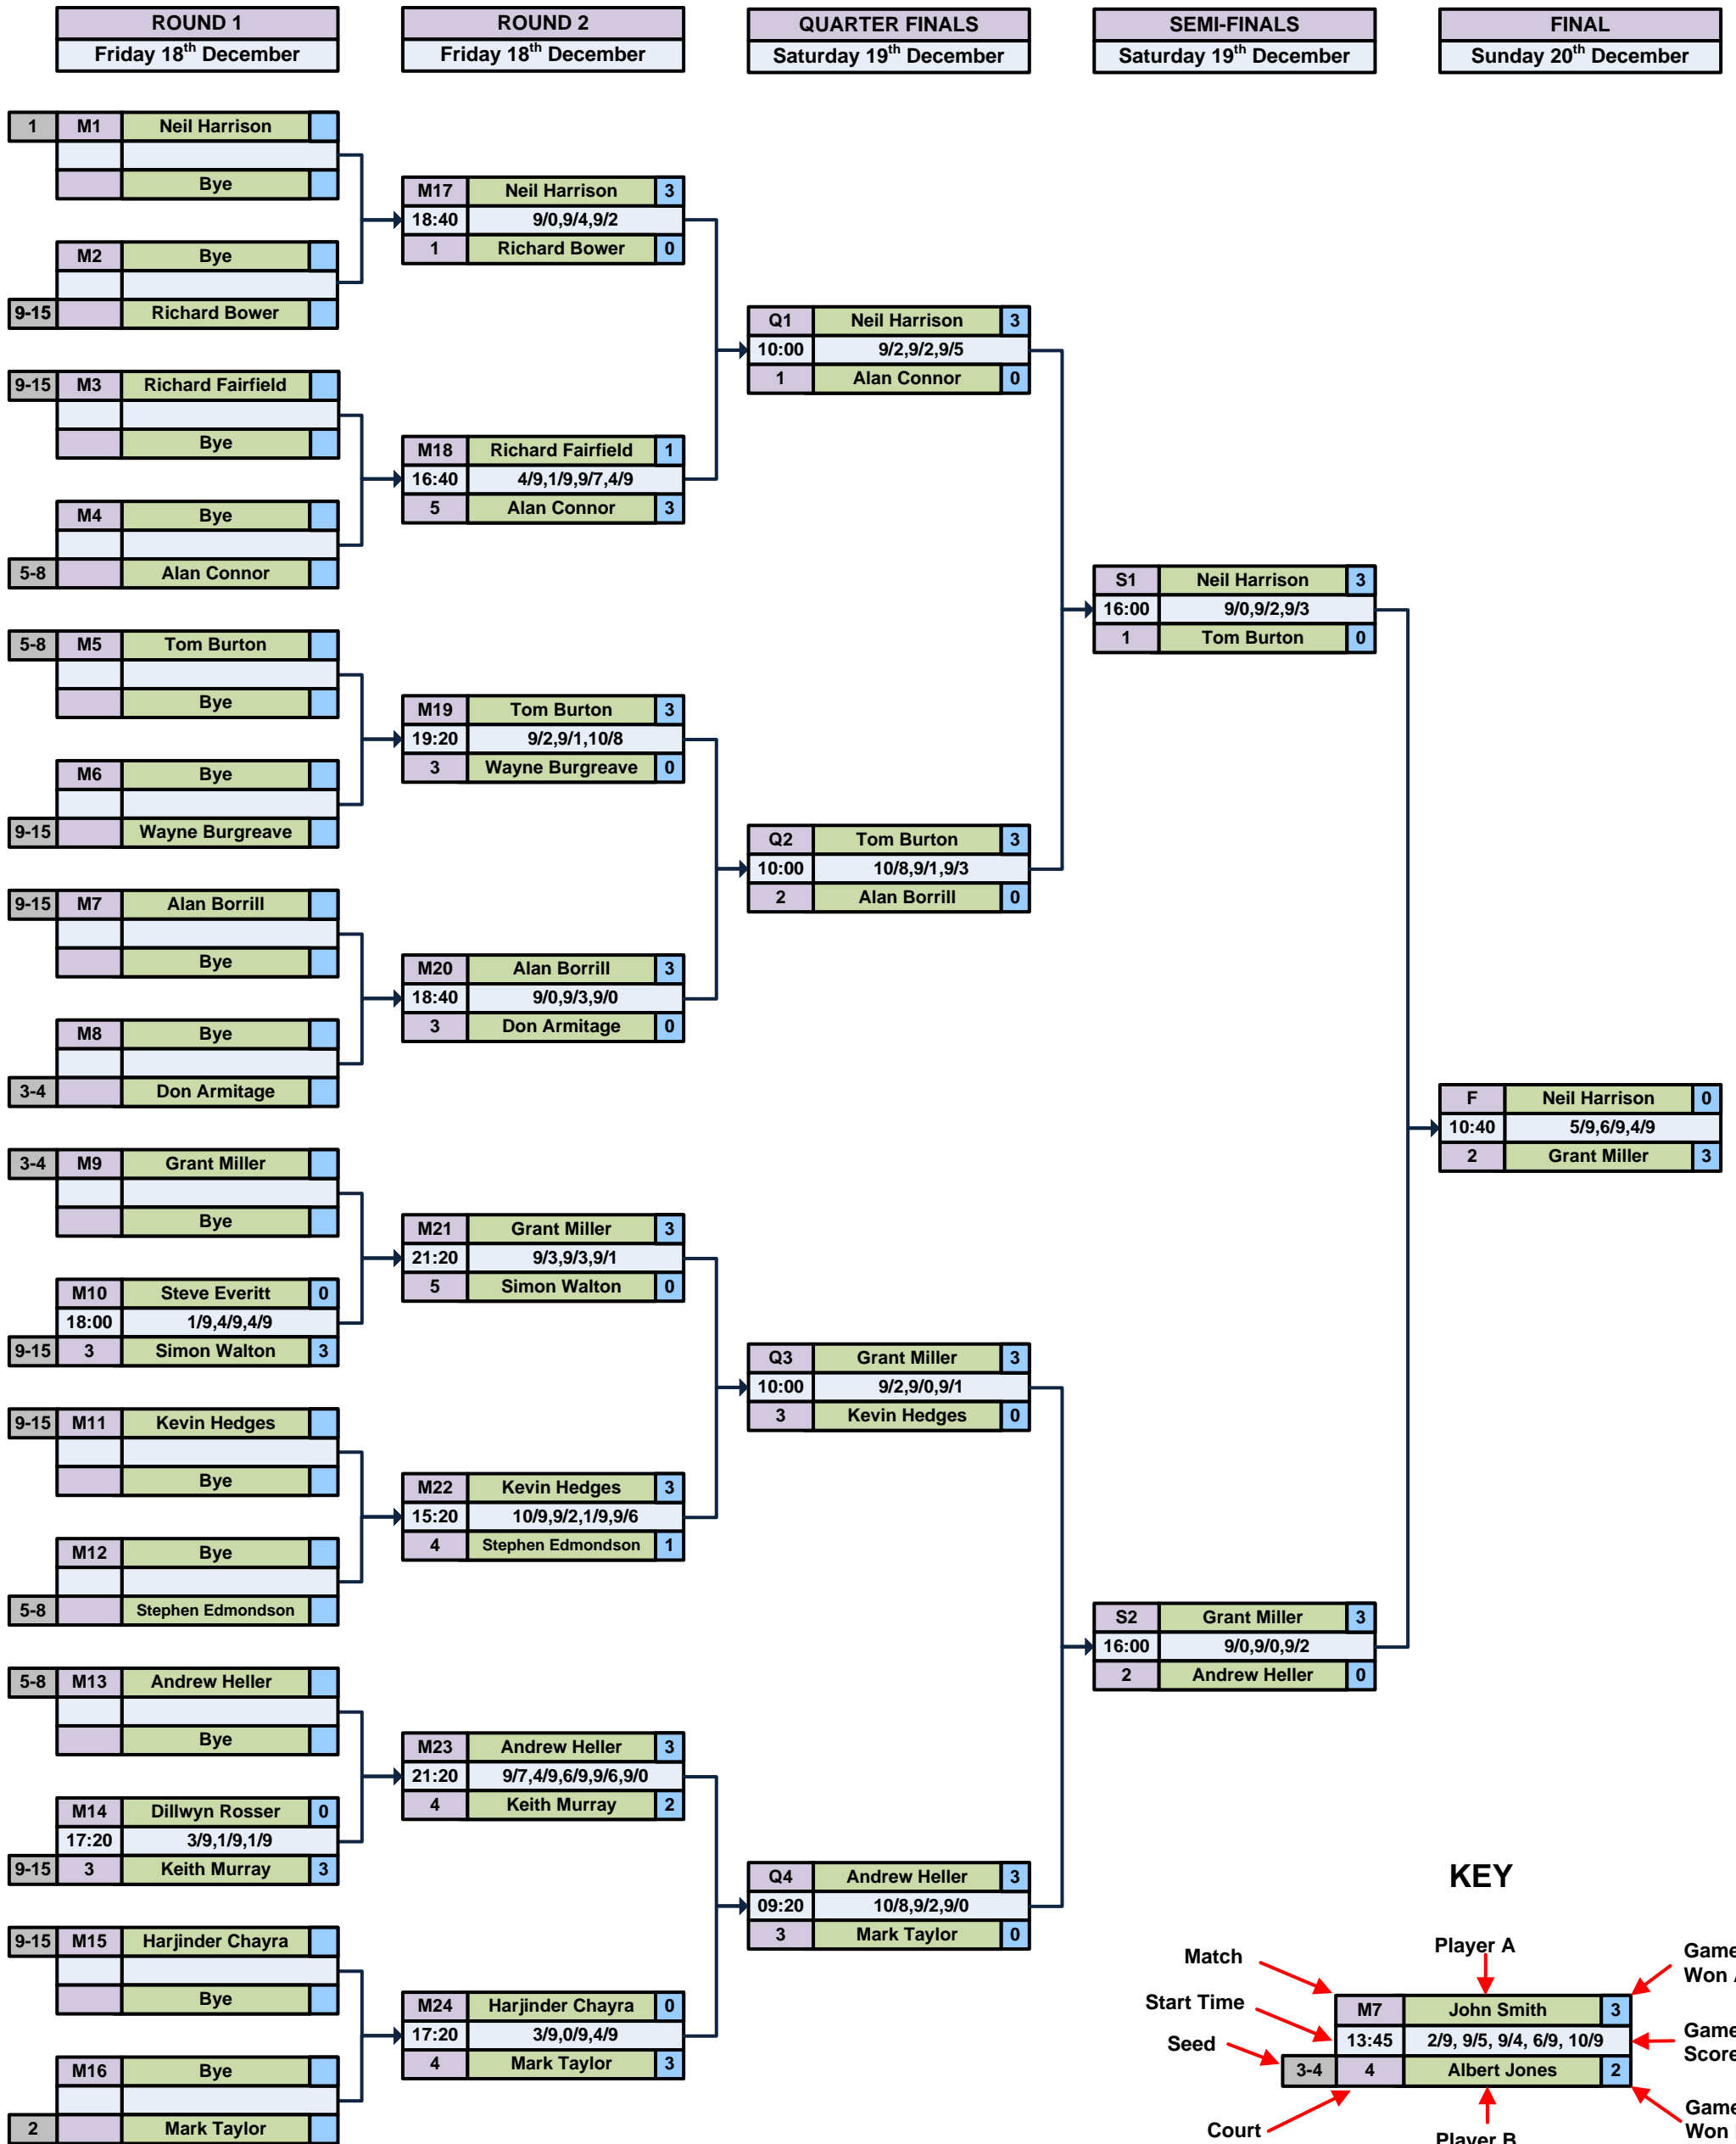 ROUND 1
Friday 18th December
ROUND 2
Friday 18th December
QUARTER FINALS
Saturday 19th December
SEMI-FINALS
Saturday 19th December
FINAL
Sunday 20th December
1 M1 Neil Harrison
Bye
M2 Bye
9-15 Richard Bower
9-15 M3 Richard Fairfield
Bye
M4 Bye
5-8 Alan Connor
5-8 M5 Tom Burton
Bye
M6 Bye
9-15 Wayne Burgreave
9-15 M7 Alan Borrill
Bye
M8 Bye
3-4 Don Armitage
3-4 M9 Grant Miller
Bye
M10 Steve Everitt 0
18:00 1/9,4/9,4/9
9-15 3 Simon Walton 3
9-15 M11 Kevin Hedges
Bye
M12 Bye
5-8 Stephen Edmondson
5-8 M13 Andrew Heller
Bye
M14 Dillwyn Rosser 0
17:20 3/9,1/9,1/9
9-15 3 Keith Murray 3
9-15 M15 Harjinder Chayra
Bye
M16 Bye
2 Mark Taylor
M17 Neil Harrison 3
18:40 9/0,9/4,9/2
1 Richard Bower 0
M18 Richard Fairfield 1
16:40 4/9,1/9,9/7,4/9
5 Alan Connor 3
M19 Tom Burton 3
19:20 9/2,9/1,10/8
3 Wayne Burgreave 0
M20 Alan Borrill 3
18:40 9/0,9/3,9/0
3 Don Armitage 0
M21 Grant Miller 3
21:20 9/3,9/3,9/1
5 Simon Walton 0
M22 Kevin Hedges 3
15:20 10/9,9/2,1/9,9/6
4 Stephen Edmondson 1
M23 Andrew Heller 3
21:20 9/7,4/9,6/9,9/6,9/0
4 Keith Murray 2
M24 Harjinder Chayra 0
17:20 3/9,0/9,4/9
4 Mark Taylor 3
Q1 Neil Harrison 3
10:00 9/2,9/2,9/5
1 Alan Connor 0
Q2 Tom Burton 3
10:00 10/8,9/1,9/3
2 Alan Borrill 0
Q3 Grant Miller 3
10:00 9/2,9/0,9/1
3 Kevin Hedges 0
Q4 Andrew Heller 3
09:20 10/8,9/2,9/0
3 Mark Taylor 0
S1 Neil Harrison 3
16:00 9/0,9/2,9/3
1 Tom Burton 0
S2 Grant Miller 3
16:00 9/0,9/0,9/2
2 Andrew Heller 0
F Neil Harrison 0
10:40 5/9,6/9,4/9
2 Grant Miller 3
KEY
Match
Start Time
Seed
Court
Player A
M7 John Smith 3
13:45 2/9, 9/5, 9/4, 6/9, 10/9
3-4 4 Albert Jones 2
Player B
Game
Won
Game
Score
Game
Won